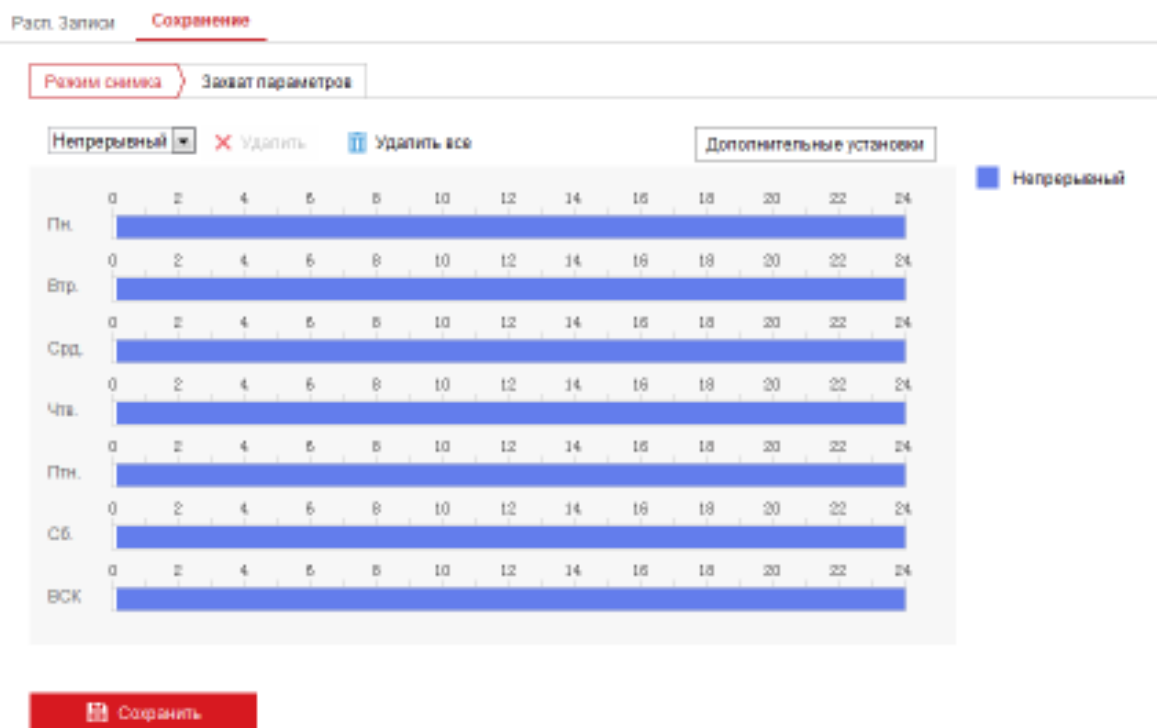 Расп. Записи Сохранение
Режим снимка Захват параметров
Непрерывный Удалить Удалить все Дополнительные установки
Непрерывный
0 2 4 6 8 10 12 14 16 18 20 22 24
Пн.
0 2 4 6 8 10 12 14 16 18 20 22 24
Втр.
0 2 4 6 8 10 12 14 16 18 20 22 24
Срд.
0 2 4 6 8 10 12 14 16 18 20 22 24
Чтв.
0 2 4 6 8 10 12 14 16 18 20 22 24
Птн.
0 2 4 6 8 10 12 14 16 18 20 22 24
Сб.
0 2 4 6 8 10 12 14 16 18 20 22 24
ВСК
Сохранить